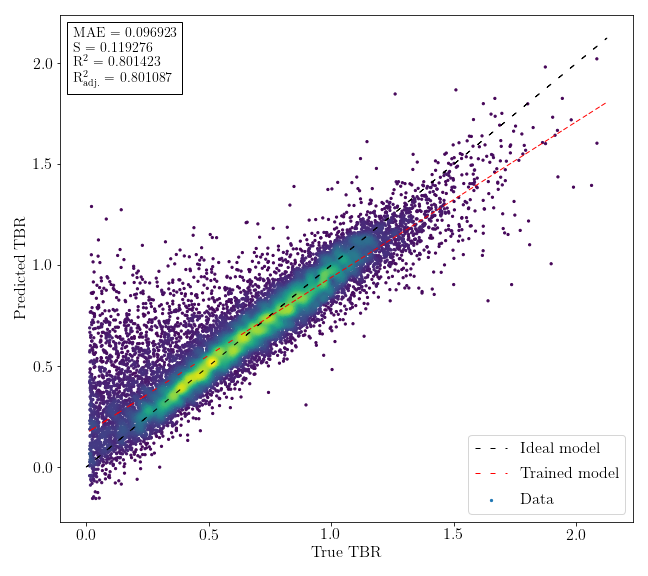 MAE = 0.096923
S = 0.119276
R² = 0.801423
R²adj. = 0.801087
2.0
1.5
1.0
0.5
0.0
Predicted TBR
Ideal model
Trained model
Data
0.0 0.5 1.0 1.5 2.0
True TBR